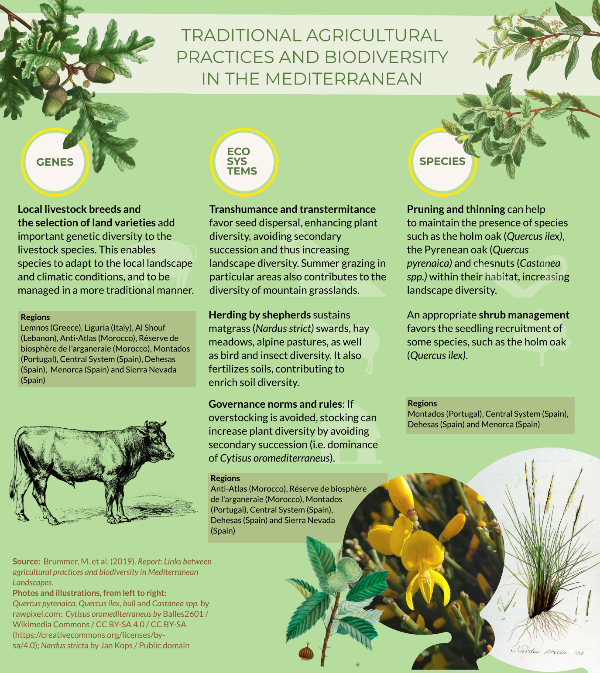 TRADITIONAL AGRICULTURAL
PRACTICES AND BIODIVERSITY
IN THE MEDITERRANEAN
GENES
Local livestock breeds and
the selection of land varieties add
important genetic diversity to the
livestock species. This enables
species to adapt to the local landscape
and climatic conditions, and to be
managed in a more traditional manner.
Regions
Lemnos (Greece), Liguria (Italy), Al Shouf
(Lebanon), Anti-Atlas (Morocco), Réserve de
biosphère de l'arganeraie (Morocco), Montados
(Portugal), Central System (Spain), Dehesas
(Spain), Menorca (Spain) and Sierra Nevada
(Spain)
ECO
SYS
TEMS
Transhumance and transtermitance
favor seed dispersal, enhancing plant
diversity, avoiding secondary
succession and thus increasing
landscape diversity. Summer grazing in
particular areas also contributes to the
diversity of mountain grasslands.
Herding by shepherds sustains
matgrass (Nardus strict) swards, hay
meadows, alpine pastures, as well
as bird and insect diversity. It also
fertilizes soils, contributing to
enrich soil diversity.
Governance norms and rules: If
overstocking is avoided, stocking can
increase plant diversity by avoiding
secondary succession (i.e. dominance
of Cytisus oromediterraneus).
Regions
Anti-Atlas (Morocco), Réserve de biosphère
de l'arganeraie (Morocco), Montados
(Portugal), Central System (Spain),
Dehesas (Spain) and Sierra Nevada
(Spain)
SPECIES
Pruning and thinning can help
to maintain the presence of species
such as the holm oak (Quercus ilex),
the Pyrenean oak (Quercus
pyrenaica) and chesnuts (Castanea
spp.) within their habitat, increasing
landscape diversity.
An appropriate shrub management
favors the seedling recruitment of
some species, such as the holm oak
(Quercus ilex).
Regions
Montados (Portugal), Central System (Spain),
Dehesas (Spain) and Menorca (Spain)
Source: Brummer, M. et al. (2019). Report: Links between
agricultural practices and biodiversity in Mediterranean
Landscapes.
Photos and illustrations, from left to right:
Quercus pyrenaica, Quercus ilex, bull and Castanea spp. by
rawpixel.com; Cytisus oromediterraneus by Balles2601 /
Wikimedia Commons / CC BY-SA 4.0 / CC BY-SA
(https://creativecommons.org/licenses/by-
sa/4.0); Nardus stricta by Jan Kops / Public domain